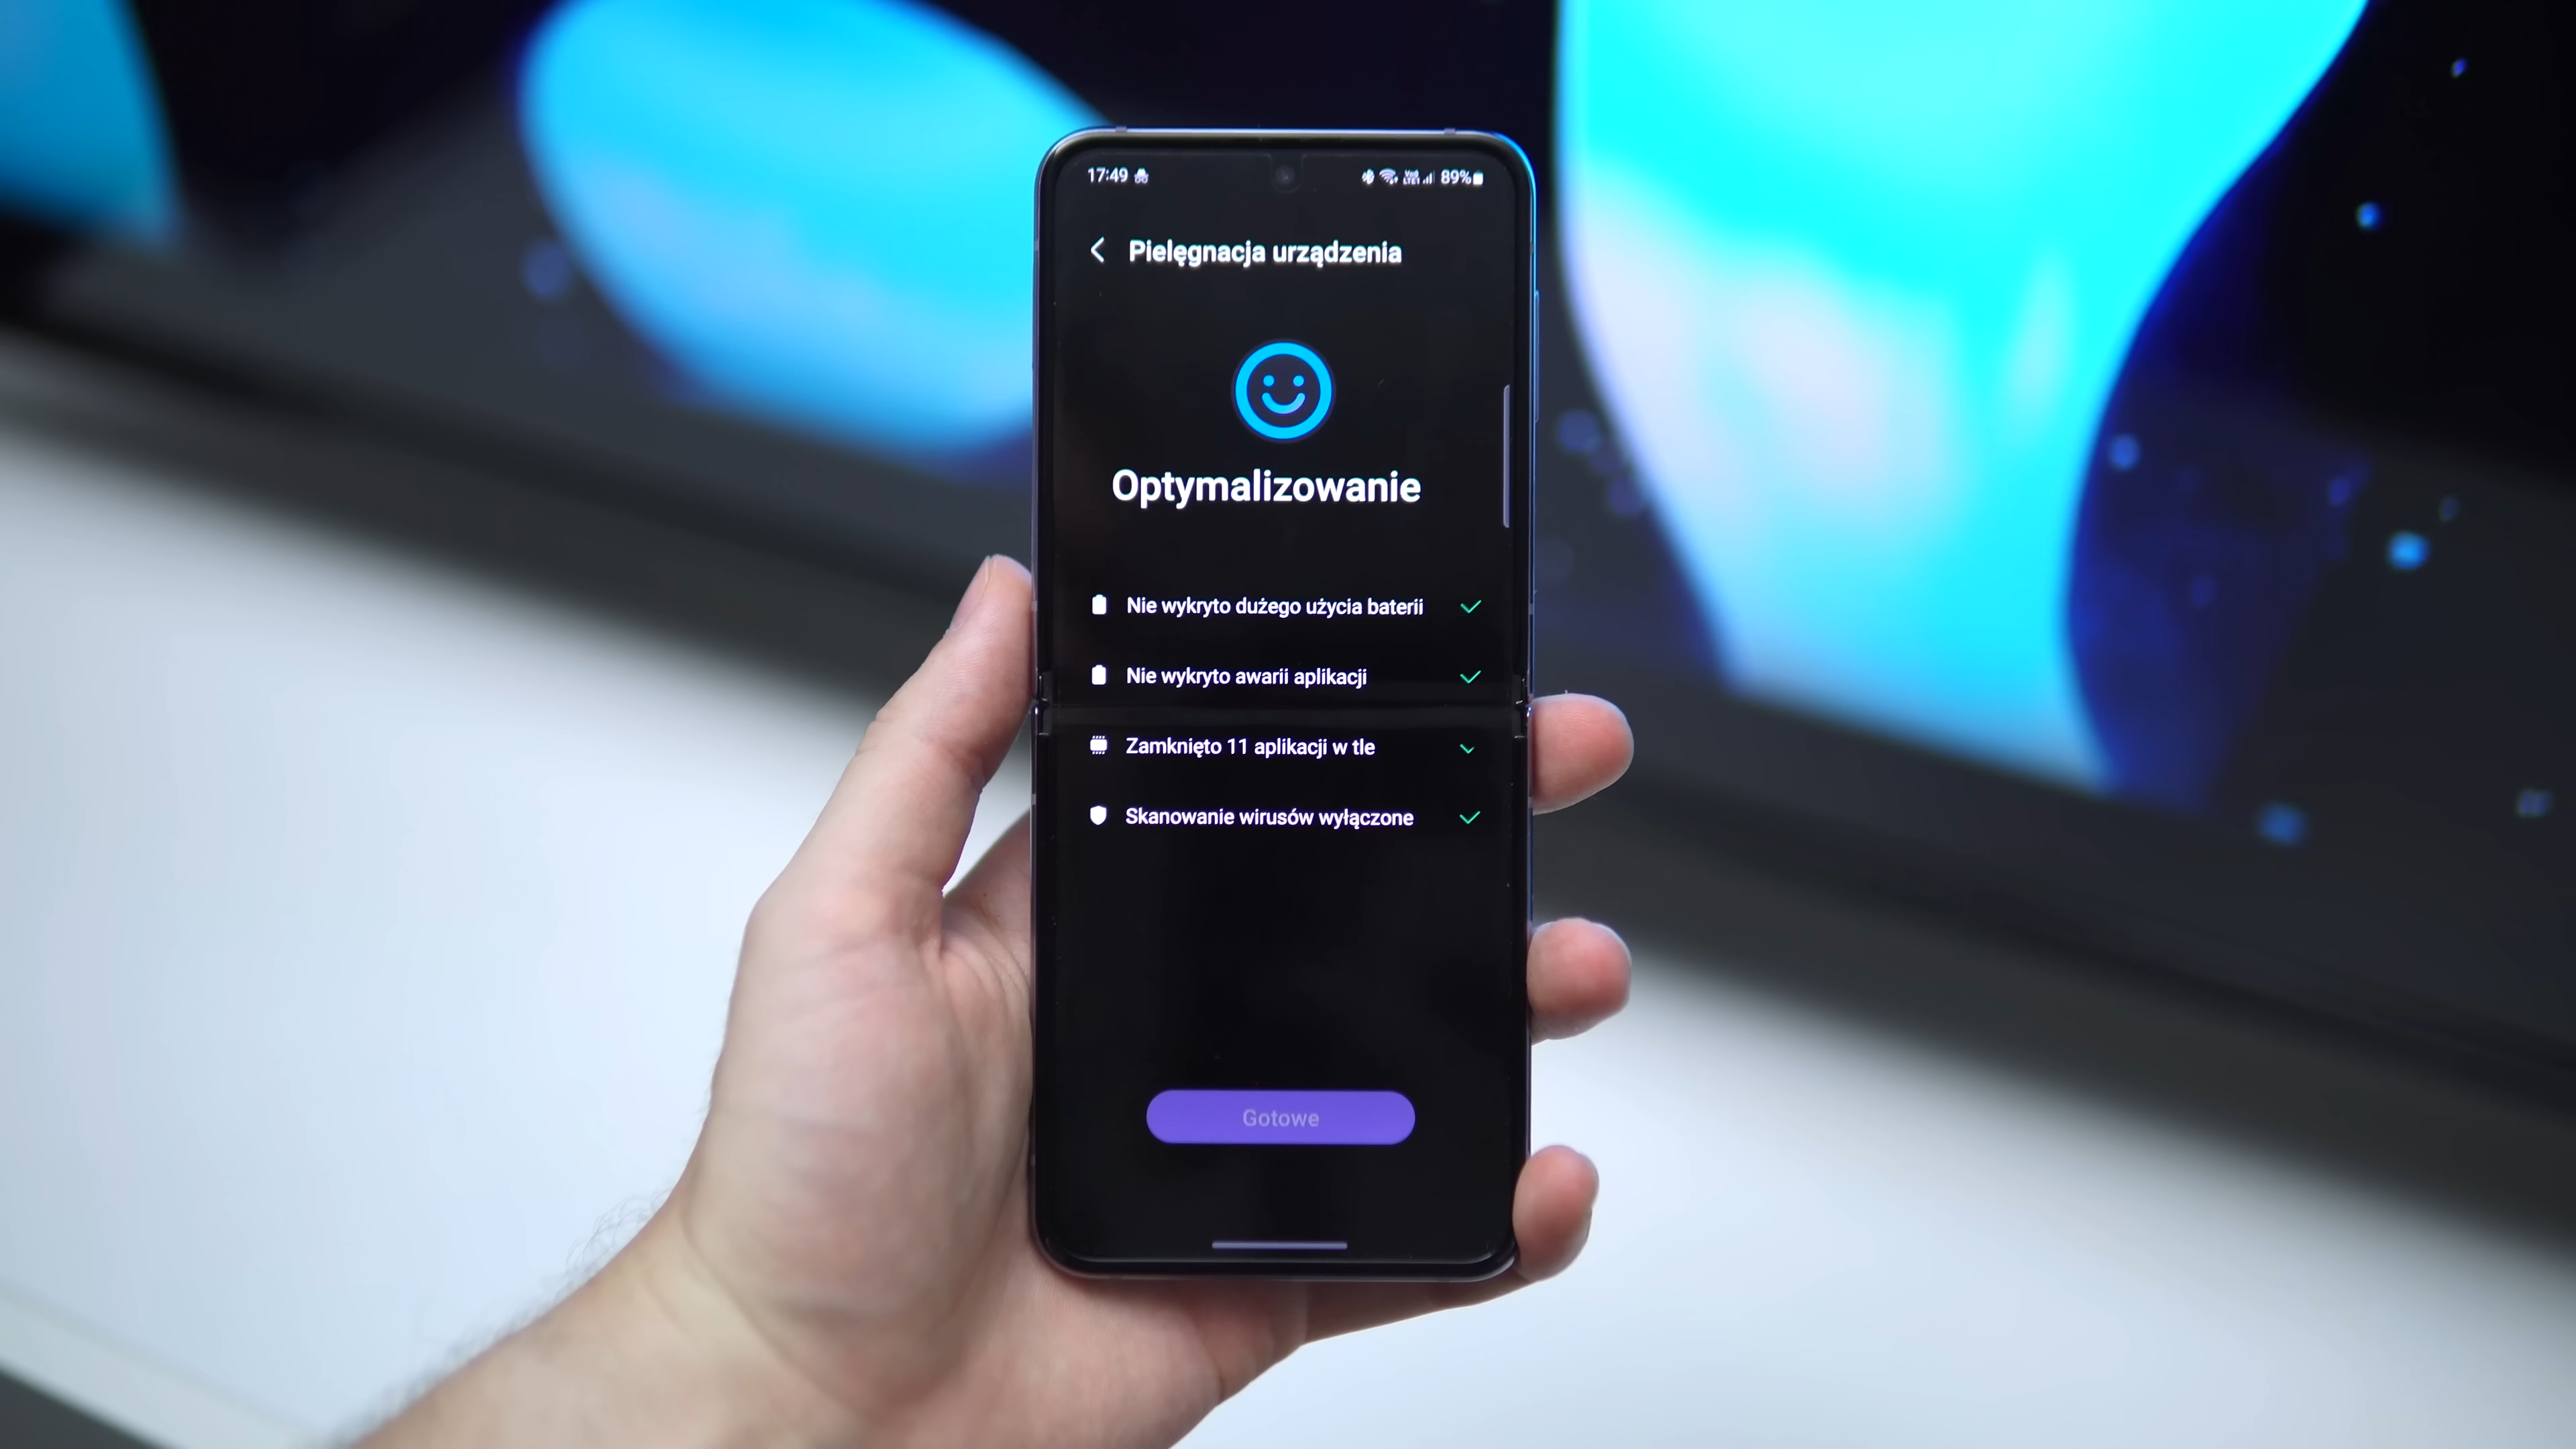 17:49 89%
Pielęgnacja urządzenia
Optymalizowanie
Nie wykryto dużego użycia baterii
Nie wykryto awarii aplikacji
Zamknięto 11 aplikacji w tle
Skanowanie wirusów wyłączone
Gotowe